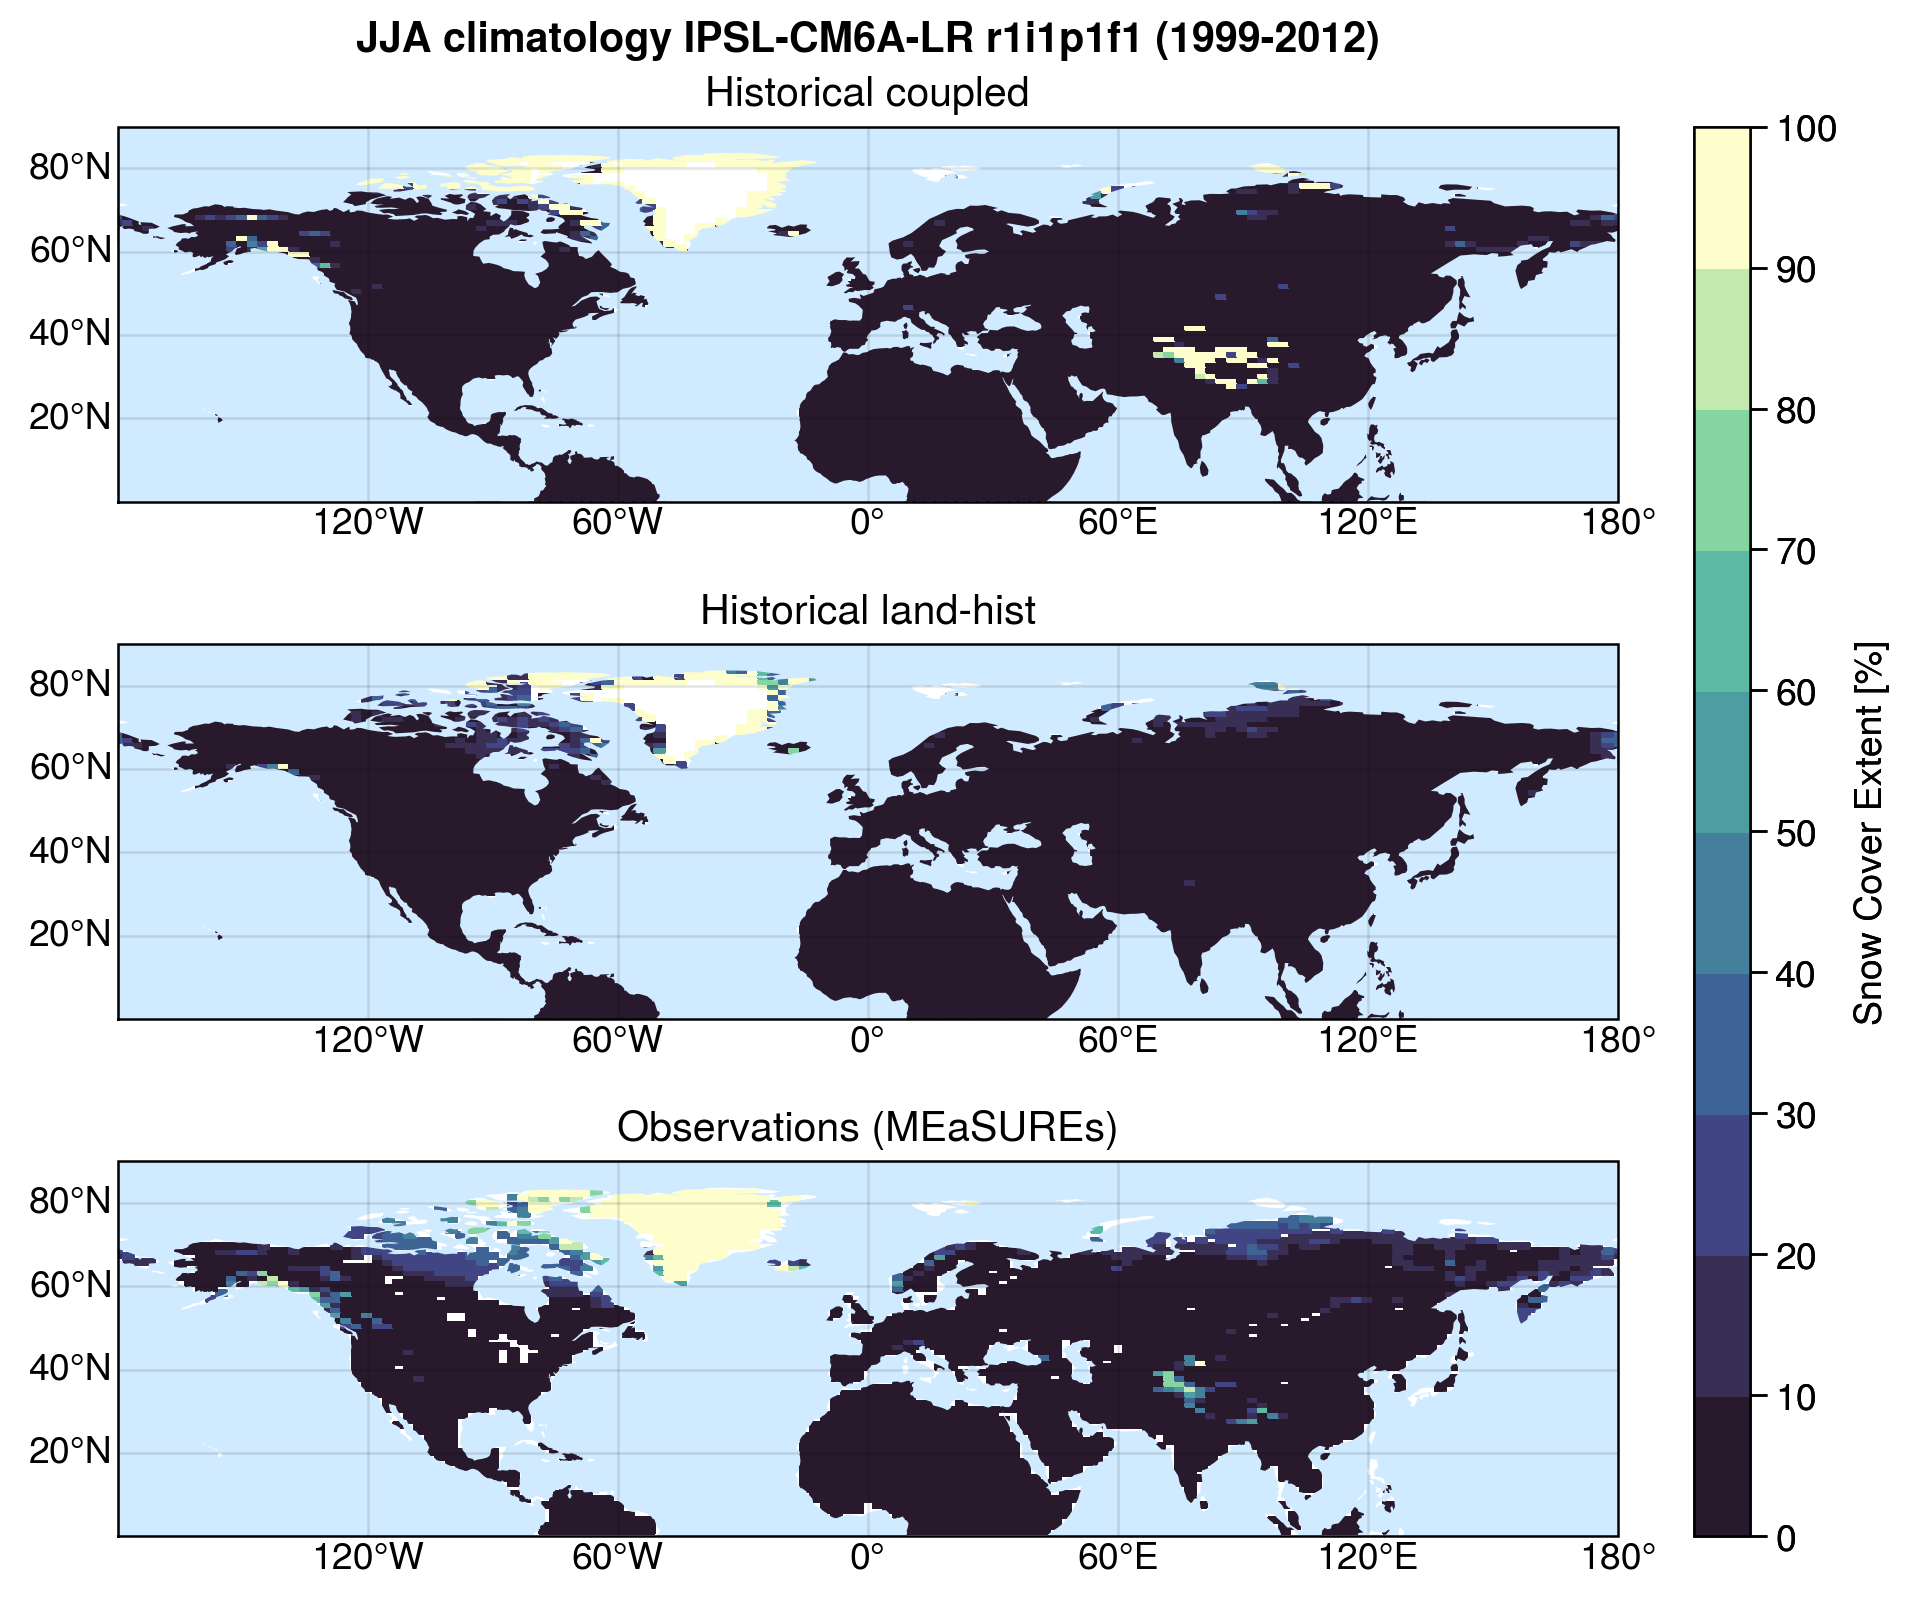 JJA climatology IPSL-CM6A-LR r1i1p1f1 (1999-2012)
Historical coupled
80°N
60°N
40°N
20°N
120°W 60°W 0° 60°E 120°E 180°
Historical land-hist
80°N
60°N
40°N
20°N
120°W 60°W 0° 60°E 120°E 180°
Observations (MEaSUREs)
80°N
60°N
40°N
20°N
120°W 60°W 0° 60°E 120°E 180°
100
90
80
70
60
50
40
30
20
10
0
Snow Cover Extent [%]